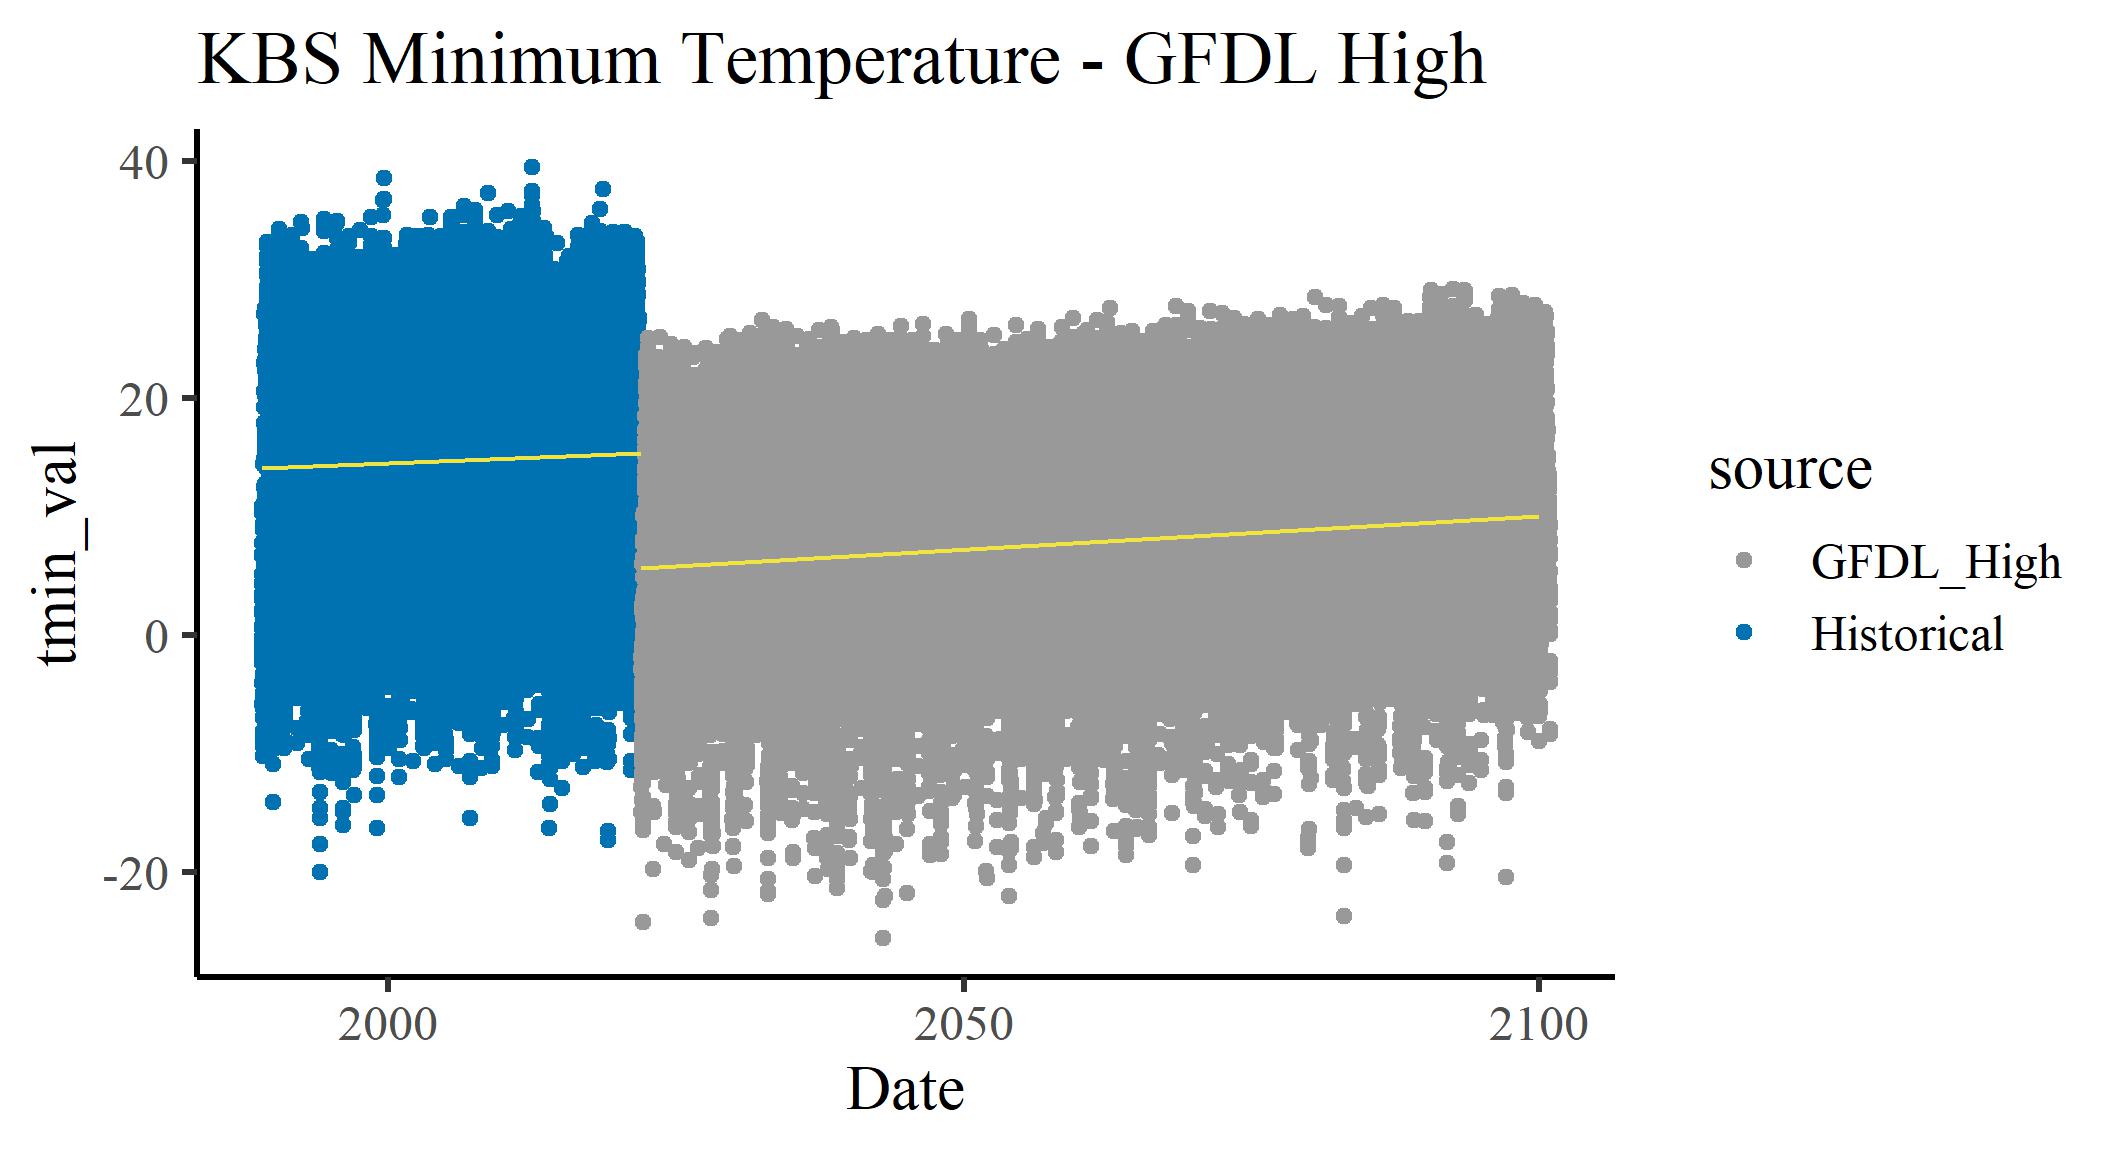 KBS Minimum Temperature - GFDL High
tmin_val
40
20
0
-20
2000
2050
2100
Date
source
GFDL_High
Historical